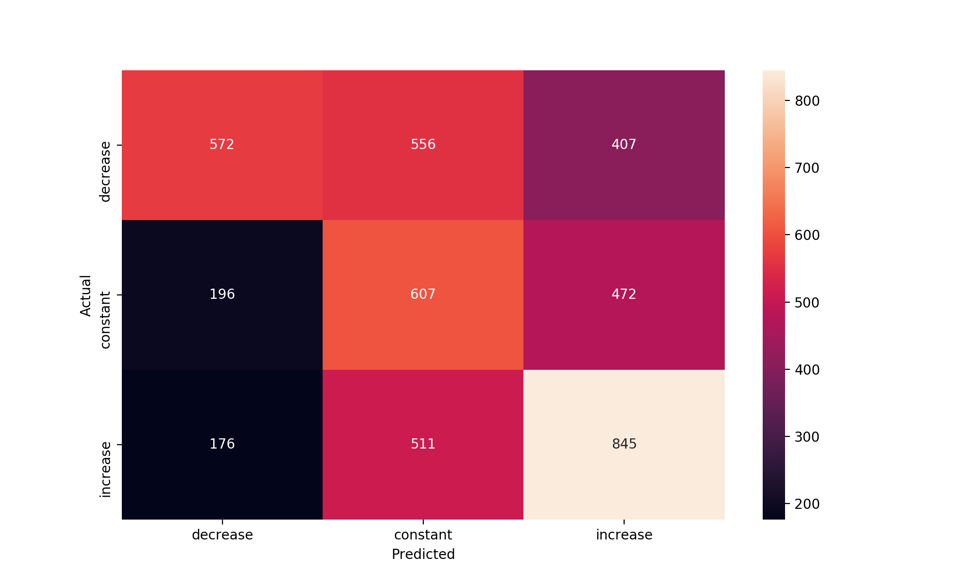 800
700
600
500
400
300
200
decrease 572 556 407
Actual
constant 196 607 472
increase 176 511 845
decrease constant increase
Predicted